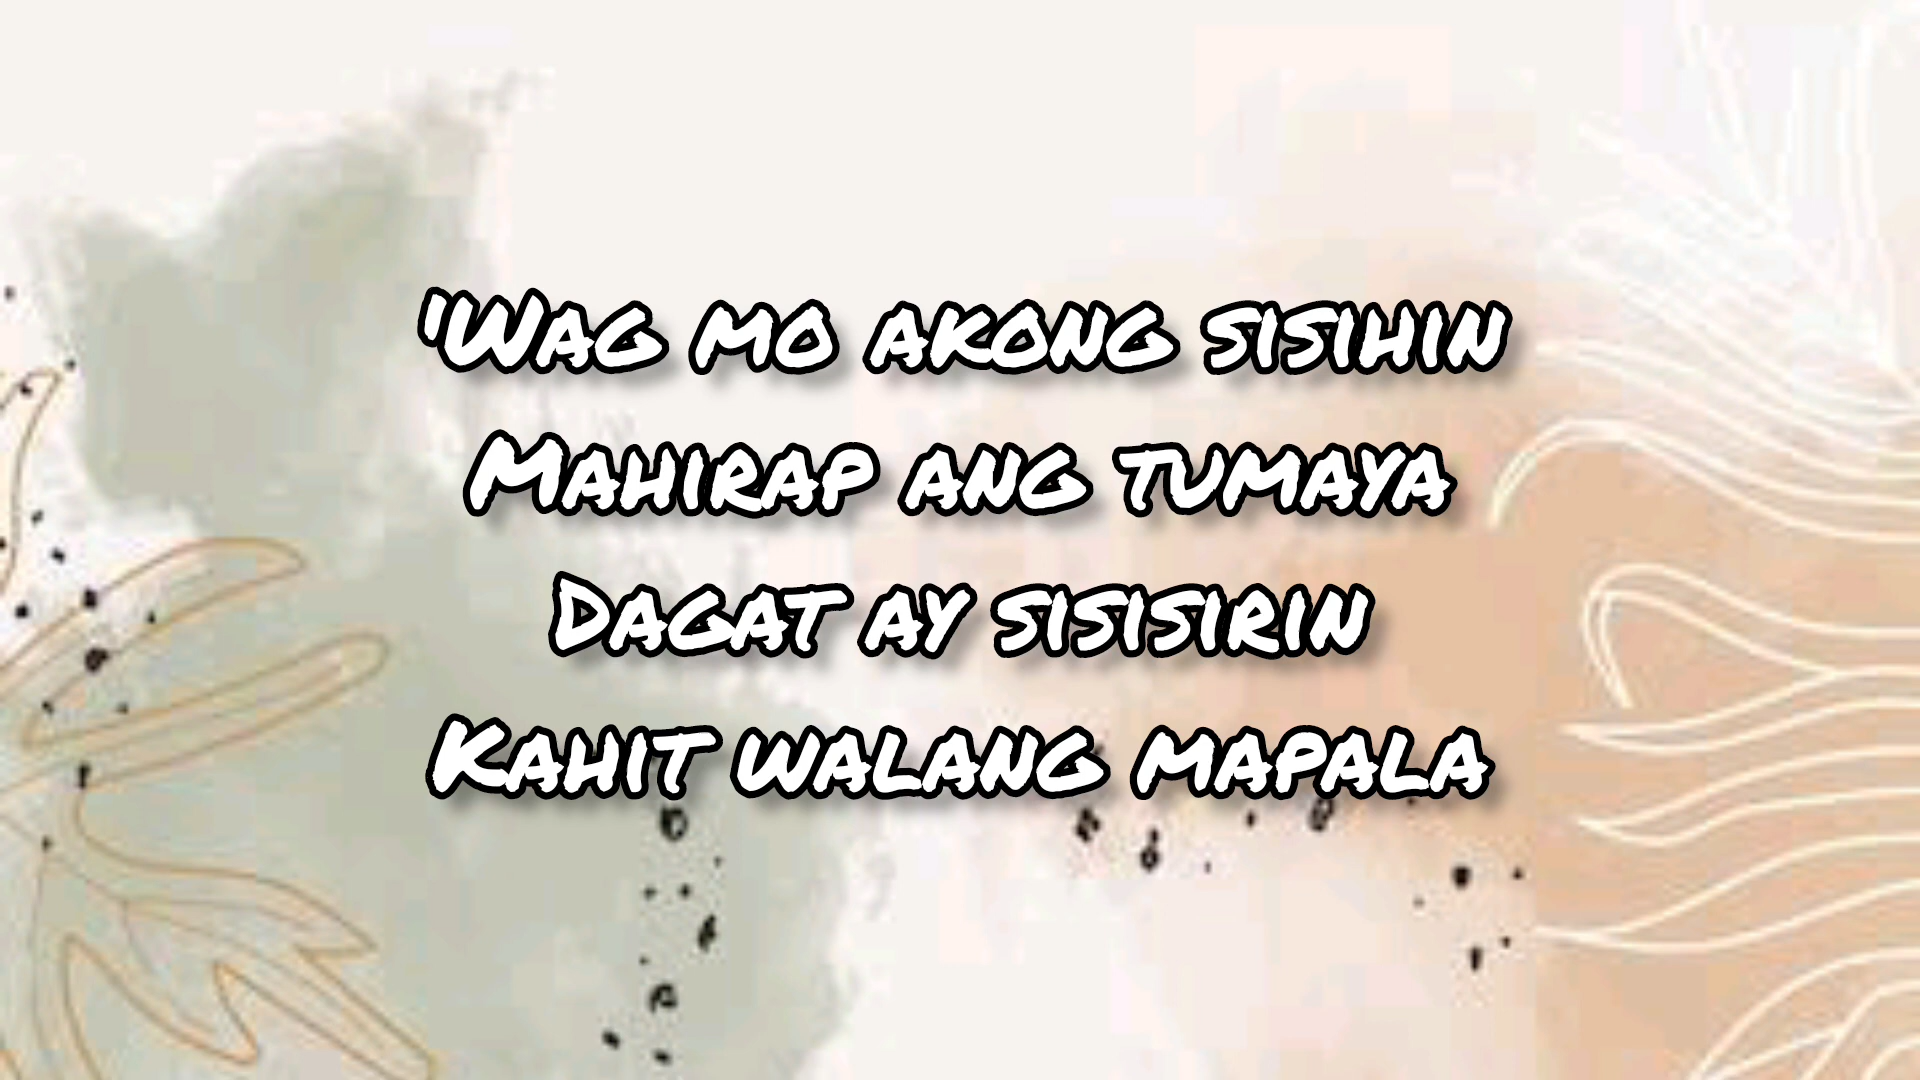 'Wag mo akong sisihin
Mahirap ang tumaya
Dagat ay sisisirin
Kahit walang mapala